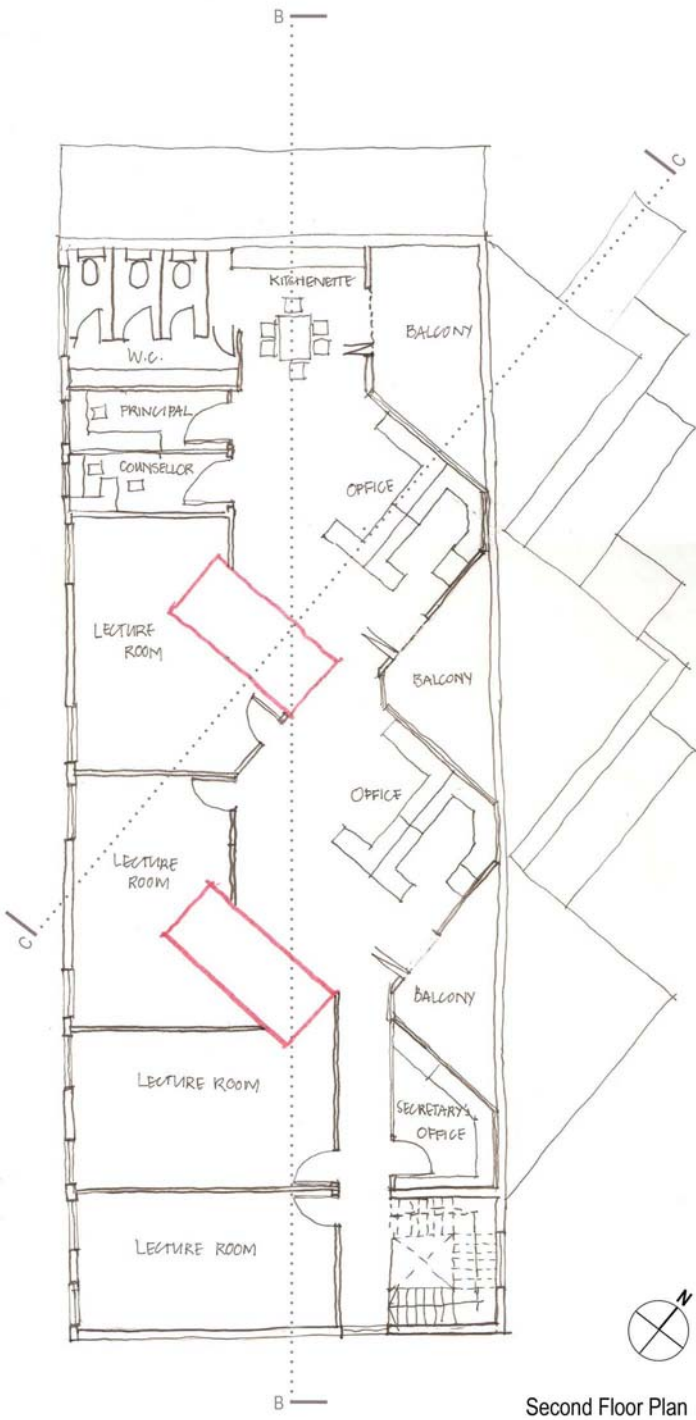 B
C
KITCHENETTE
BALCONY
W.C.
PRINCIPAL
COUNSELLOR
OFFICE
LECTURE
ROOM
BALCONY
OFFICE
LECTURE
ROOM
C
BALCONY
LECTURE ROOM
SECRETARY'S
OFFICE
LECTURE ROOM
N
B
Second Floor Plan